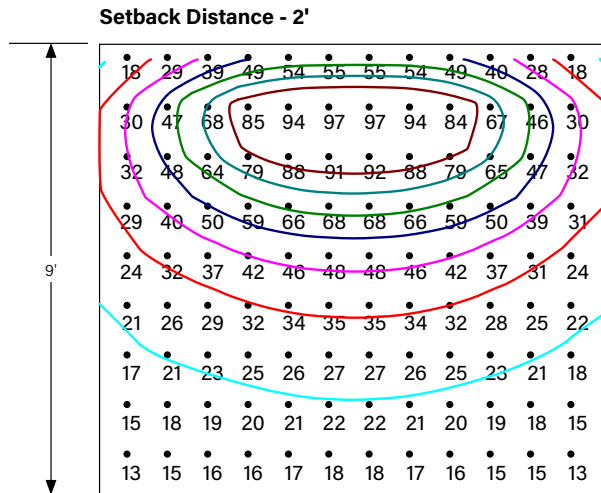 Setback Distance - 2'
18 29 39 49 54 55 55 54 49 40 28 18
30 47 68 85 94 97 97 94 84 67 46 30
32 48 64 79 88 91 92 88 79 65 47 32
29 40 50 59 66 68 68 66 59 50 39 31
9'
24 32 37 42 46 48 48 46 42 37 31 24
21 26 29 32 34 35 35 34 32 28 25 22
17 21 23 25 26 27 27 26 25 23 21 18
15 18 19 20 21 22 22 21 20 19 18 15
13 15 16 16 17 18 18 17 16 15 15 13